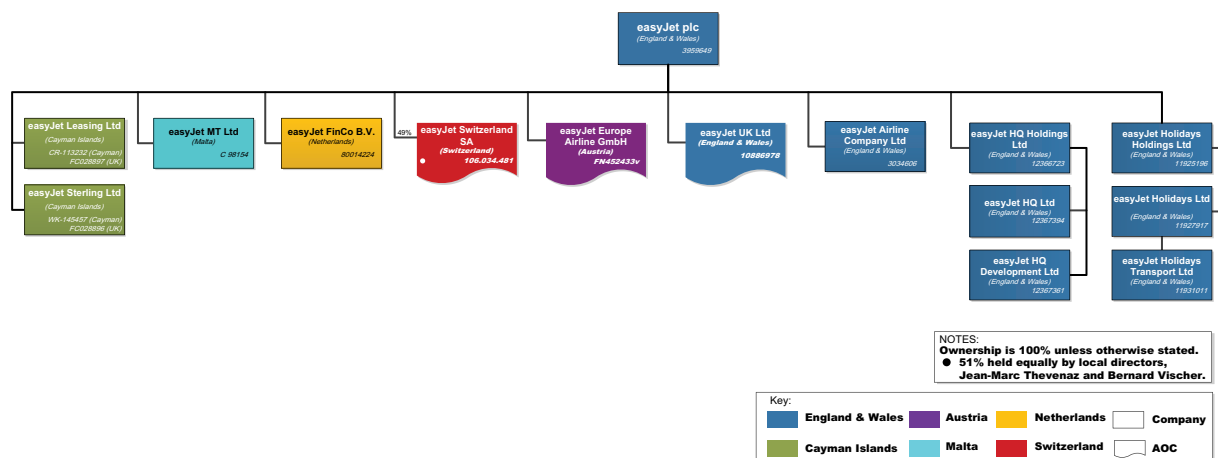 easyJet plc
(England & Wales)
3959649
easyJet Leasing Ltd
(Cayman Islands)
CR-113232 (Cayman)
FC028897 (UK)
easyJet Sterling Ltd
(Cayman Islands)
WK-145457 (Cayman)
FC028896 (UK)
easyJet MT Ltd
(Malta)
C 98154
easyJet FinCo B.V.
(Netherlands)
80014224
49%
easyJet Switzerland
SA
(Switzerland)
106.034.481
easyJet Europe
Airline GmbH
(Austria)
FN452433v
easyJet UK Ltd
(England & Wales)
10886978
easyJet Airline
Company Ltd
(England & Wales)
3034606
easyJet HQ Holdings
Ltd
(England & Wales)
12366723
easyJet HQ Ltd
(England & Wales)
12367394
easyJet HQ
Development Ltd
(England & Wales)
12367361
easyJet Holidays
Holdings Ltd
(England & Wales)
11925196
easyJet Holidays Ltd
(England & Wales)
11927917
easyJet Holidays
Transport Ltd
(England & Wales)
11931011
NOTES:
Ownership is 100% unless otherwise stated.
● 51% held equally by local directors,
Jean-Marc Thevenaz and Bernard Vischer.
Key:
England & Wales
Austria
Netherlands
Company
Cayman Islands
Malta
Switzerland
AOC